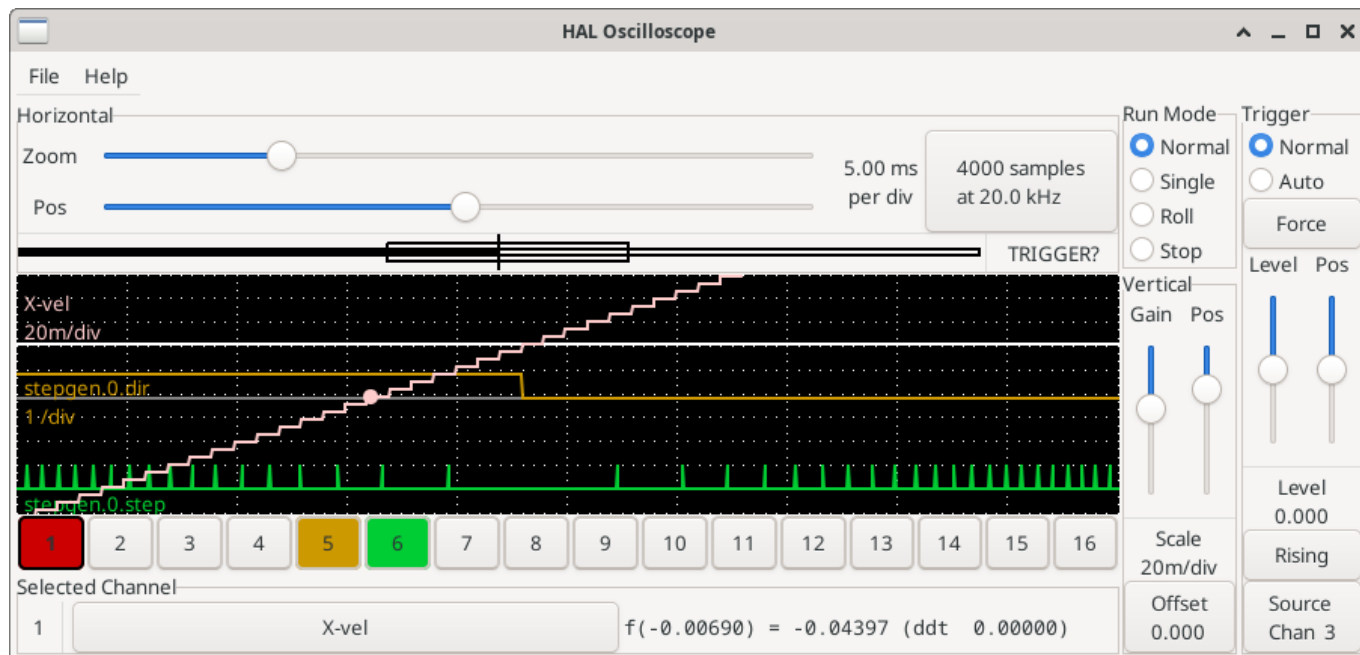 HAL Oscilloscope
File Help
Horizontal
Zoom
Pos
5.00 ms
per div
4000 samples
at 20.0 kHz
TRIGGER?
X-vel
20m/div
stepgen.0.dir
1 /div
stepgen.0.step
1 2 3 4 5 6 7 8 9 10 11 12 13 14 15 16
Selected Channel
1 X-vel f(-0.00690) = -0.04397 (ddt 0.00000)
Run Mode
Normal
Single
Roll
Stop
Vertical
Gain Pos
Scale
20m/div
Offset
0.000
Trigger
Normal
Auto
Force
Level Pos
Level
0.000
Rising
Source
Chan 3